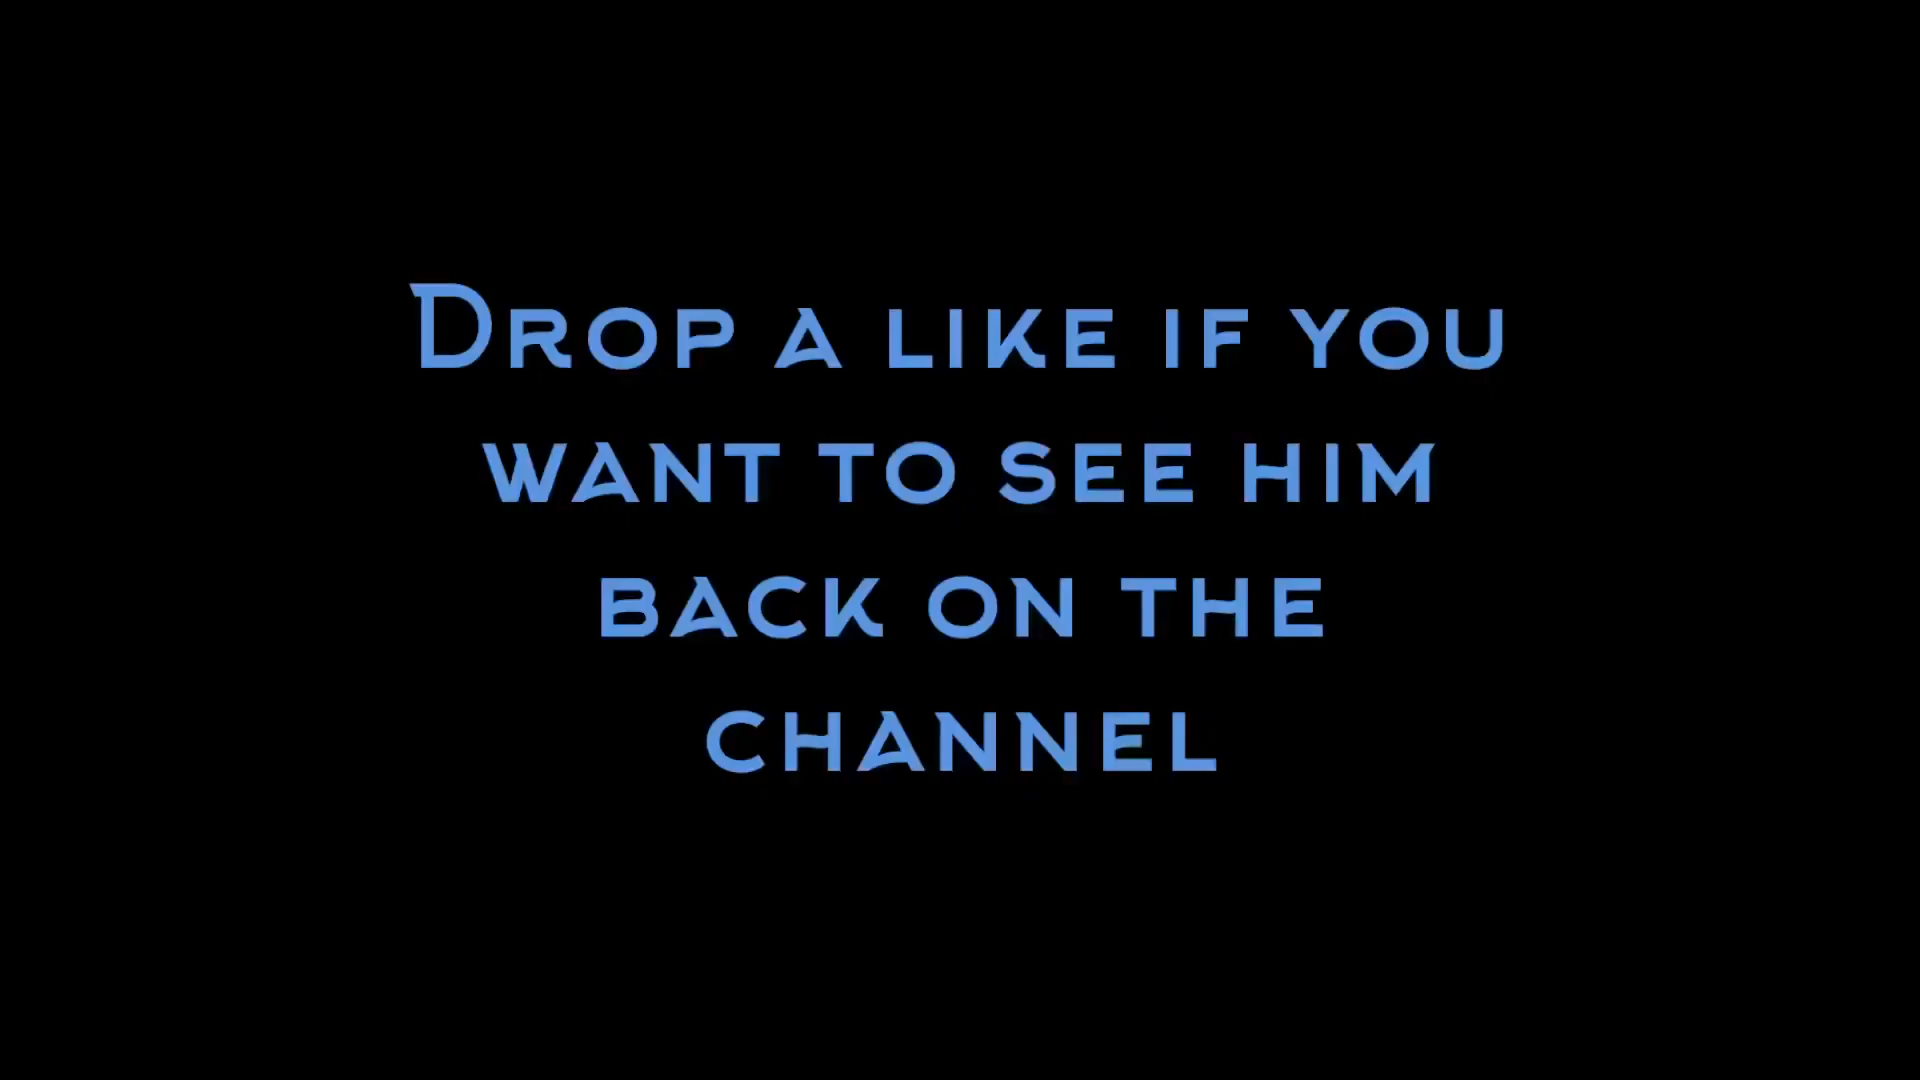 Drop a like if you
want to see him
back on the
channel